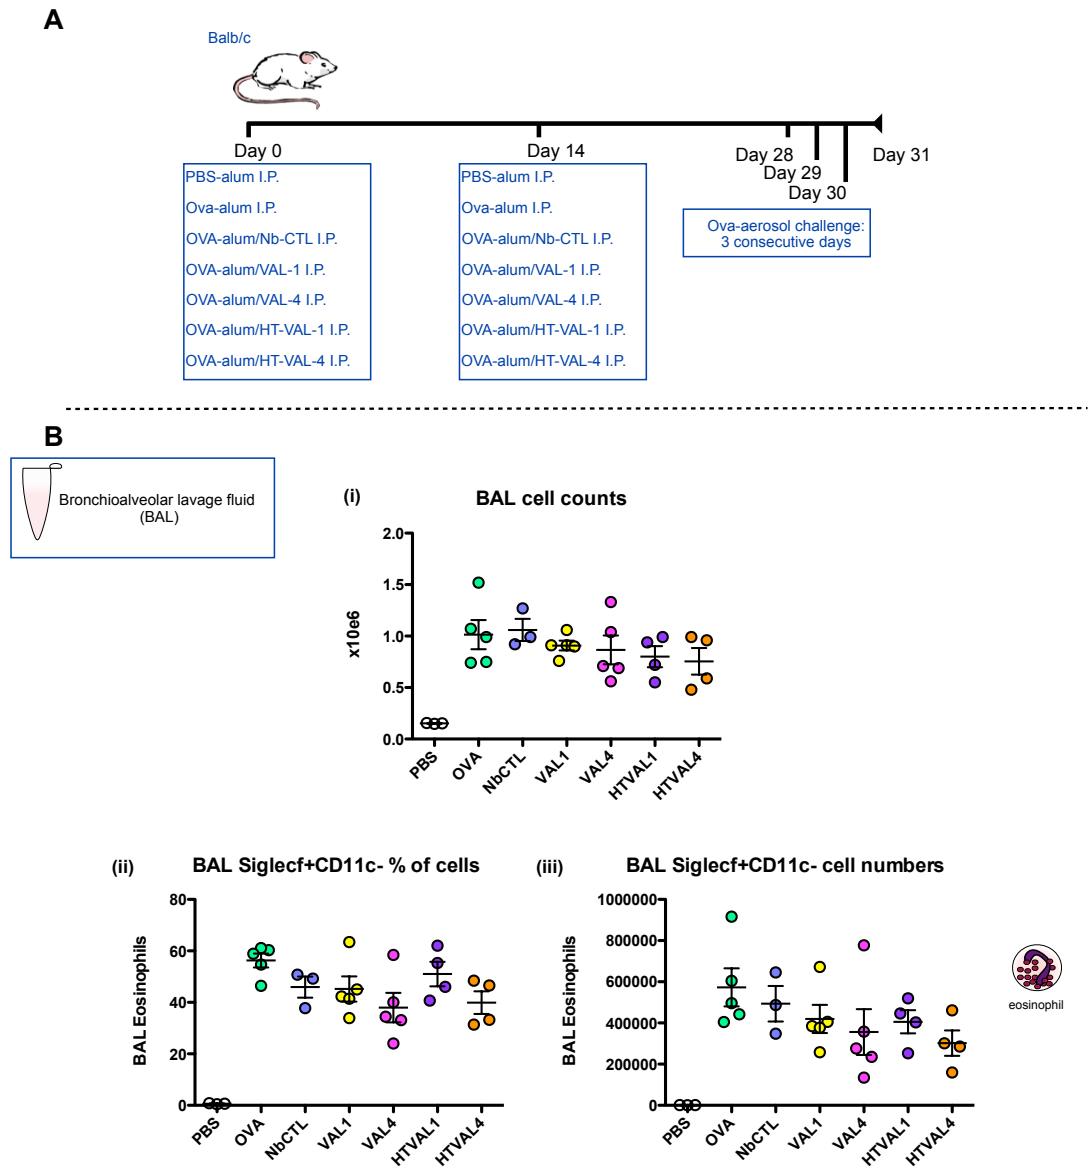 A
Balb/c
Day 0
Day 14
Day 28
Day 29
Day 30
Day 31
PBS-alum I.P.
Ova-alum I.P.
OVA-alum/Nb-CTL I.P.
OVA-alum/VAL-1 I.P.
OVA-alum/VAL-4 I.P.
OVA-alum/HT-VAL-1 I.P.
OVA-alum/HT-VAL-4 I.P.
PBS-alum I.P.
Ova-alum I.P.
OVA-alum/Nb-CTL I.P.
OVA-alum/VAL-1 I.P.
OVA-alum/VAL-4 I.P.
OVA-alum/HT-VAL-1 I.P.
OVA-alum/HT-VAL-4 I.P.
Ova-aerosol challenge:
3 consecutive days
B
Bronchioalveolar lavage fluid
(BAL)
(i)
BAL cell counts
x10e6
2.0
1.5
1.0
0.5
0.0
PBS
OVA
NbCTL
VAL1
VAL4
HTVAL1
HTVAL4
(ii)
BAL Siglecf+CD11c- % of cells
BAL Eosinophils
80
60
40
20
0
PBS
OVA
NbCTL
VAL1
VAL4
HTVAL1
HTVAL4
(iii)
BAL Siglecf+CD11c- cell numbers
BAL Eosinophils
1000000
800000
600000
400000
200000
0
PBS
OVA
NbCTL
VAL1
VAL4
HTVAL1
HTVAL4
eosinophil